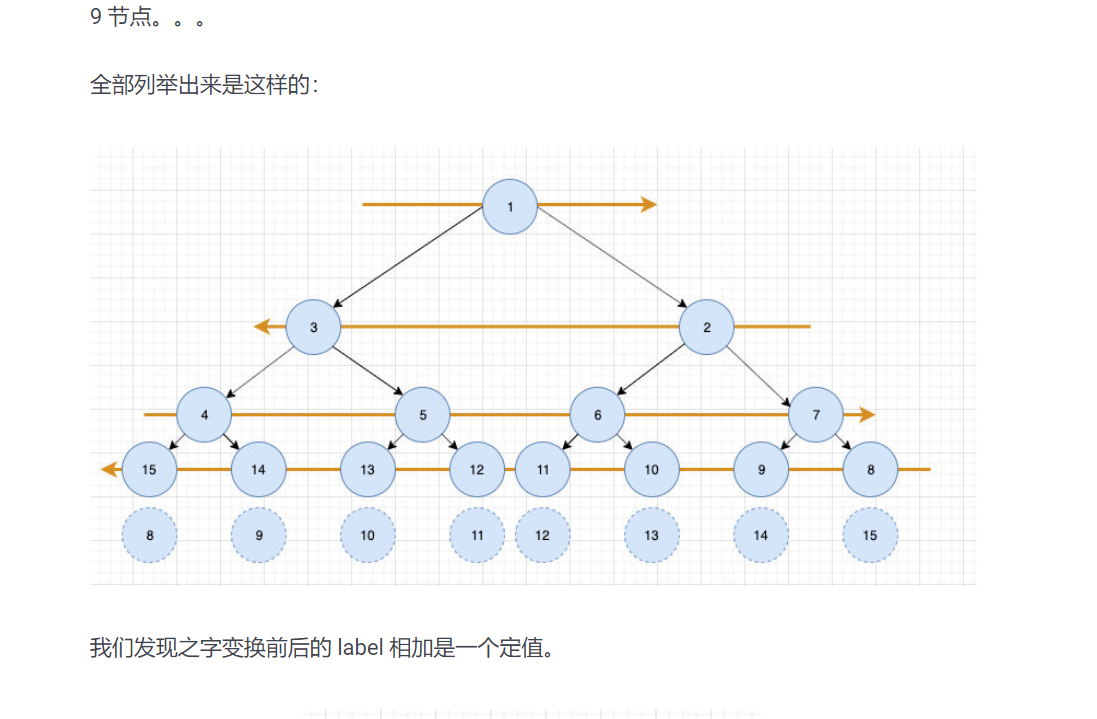 9 节点。。。
全部列举出来是这样的：
1
3 2
4 5 6 7
15 14 13 12 11 10 9 8
8 9 10 11 12 13 14 15
我们发现之字变换前后的 label 相加是一个定值。